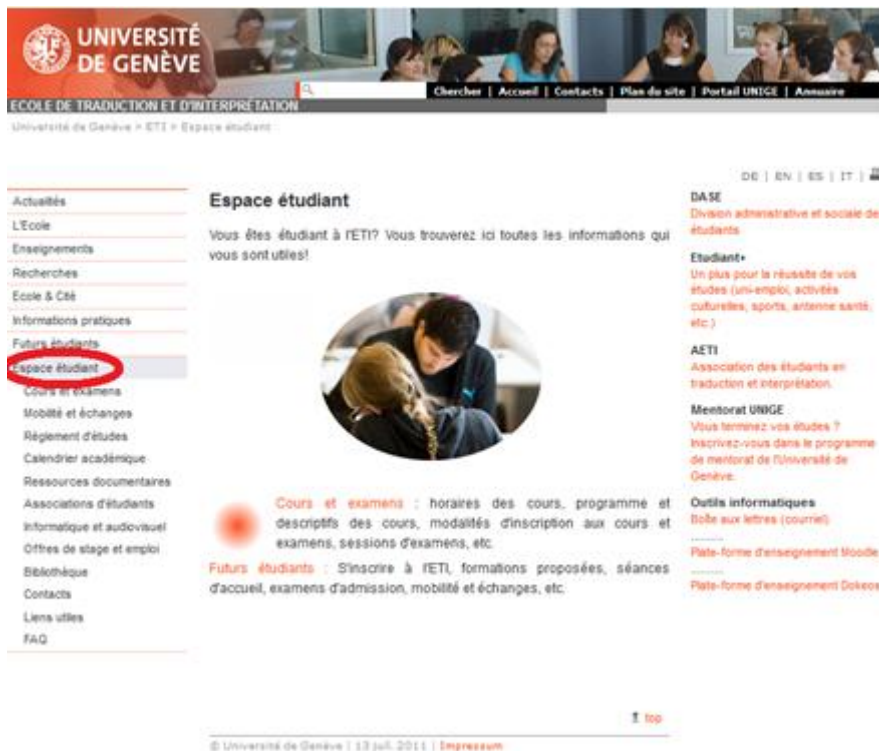 UNIVERSITÉ
DE GENÈVE
Chercher | Accueil | Contacts | Plan du site | Portail UNIGE | Annuaire
ECOLE DE TRADUCTION ET D'INTERPRÉTATION
Université de Genève > ETI > Espace étudiant
DE | EN | ES | IT |
Actualités
L'Ecole
Enseignements
Recherches
Ecole & Cité
Informations pratiques
Futurs étudiants
Espace étudiant
Cours et examens
Mobilité et échanges
Règlement d'études
Calendrier académique
Ressources documentaires
Associations d'étudiants
Informatique et audiovisuel
Offres de stage et emploi
Bibliothèque
Contacts
Liens utiles
FAQ
Espace étudiant
Vous êtes étudiant à l'ETI? Vous trouverez ici toutes les informations qui
vous sont utiles!
Cours et examens : horaires des cours, programme et
descriptifs des cours, modalités d'inscription aux cours et
examens, sessions d'examens, etc.
Futurs étudiants : S'inscrire à l'ETI, formations proposées, séances
d'accueil, examens d'admission, mobilité et échanges, etc.
DASE
Division administrative et sociale de
étudiants
Etudiant+
Un plus pour la réussite de vos
études (uni-emploi, activités
culturelles, sports, antenne santé,
etc.)
AETI
Association des étudiants en
traduction et interprétation.
Mentorat UNIGE
Vous terminez vos études ?
Inscrivez-vous dans le programme
de mentorat de l'Université de
Genève.
Outils informatiques
Boîte aux lettres (courriel)
..........
Plate-forme d'enseignement Moodle
..........
Plate-forme d'enseignement Dokeos
top
© Université de Genève | 13 juil. 2011 | Impressum